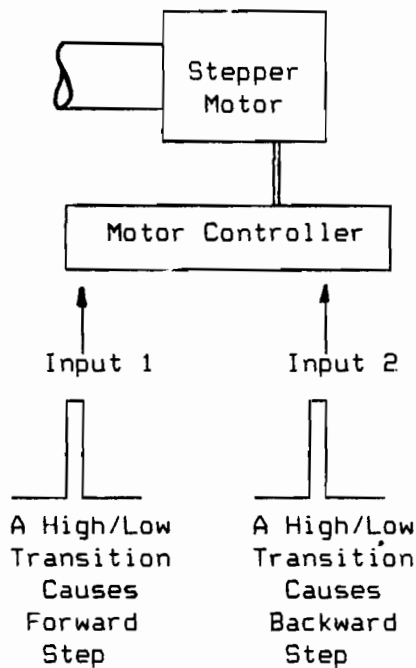 Stepper
Motor
Motor Controller
Input 1
Input 2
A High/Low
Transition
Causes
Forward
Step
A High/Low
Transition
Causes
Backward
Step